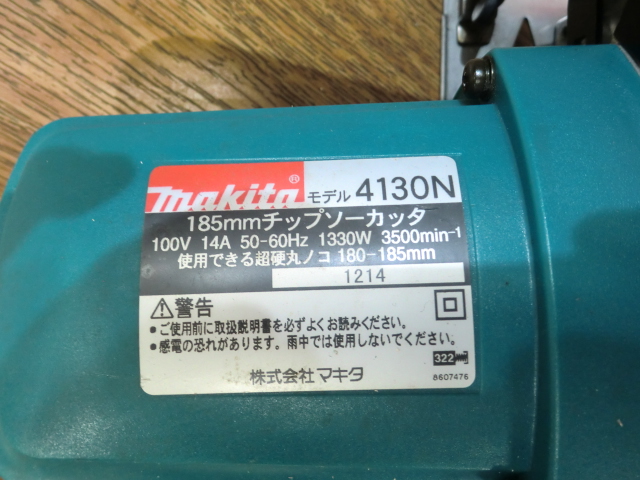 makita® モデル 4130N
185mmチップソーカッタ
100V 14A 50-60Hz 1330W 3500min⁻¹
使用できる超硬丸ノコ 180-185mm
1214
⚠警告
•ご使用前に取扱説明書を必ずよくお読みください。
•感電の恐れがあります。雨中では使用しないでください。
322
株式会社 マキタ
8607476